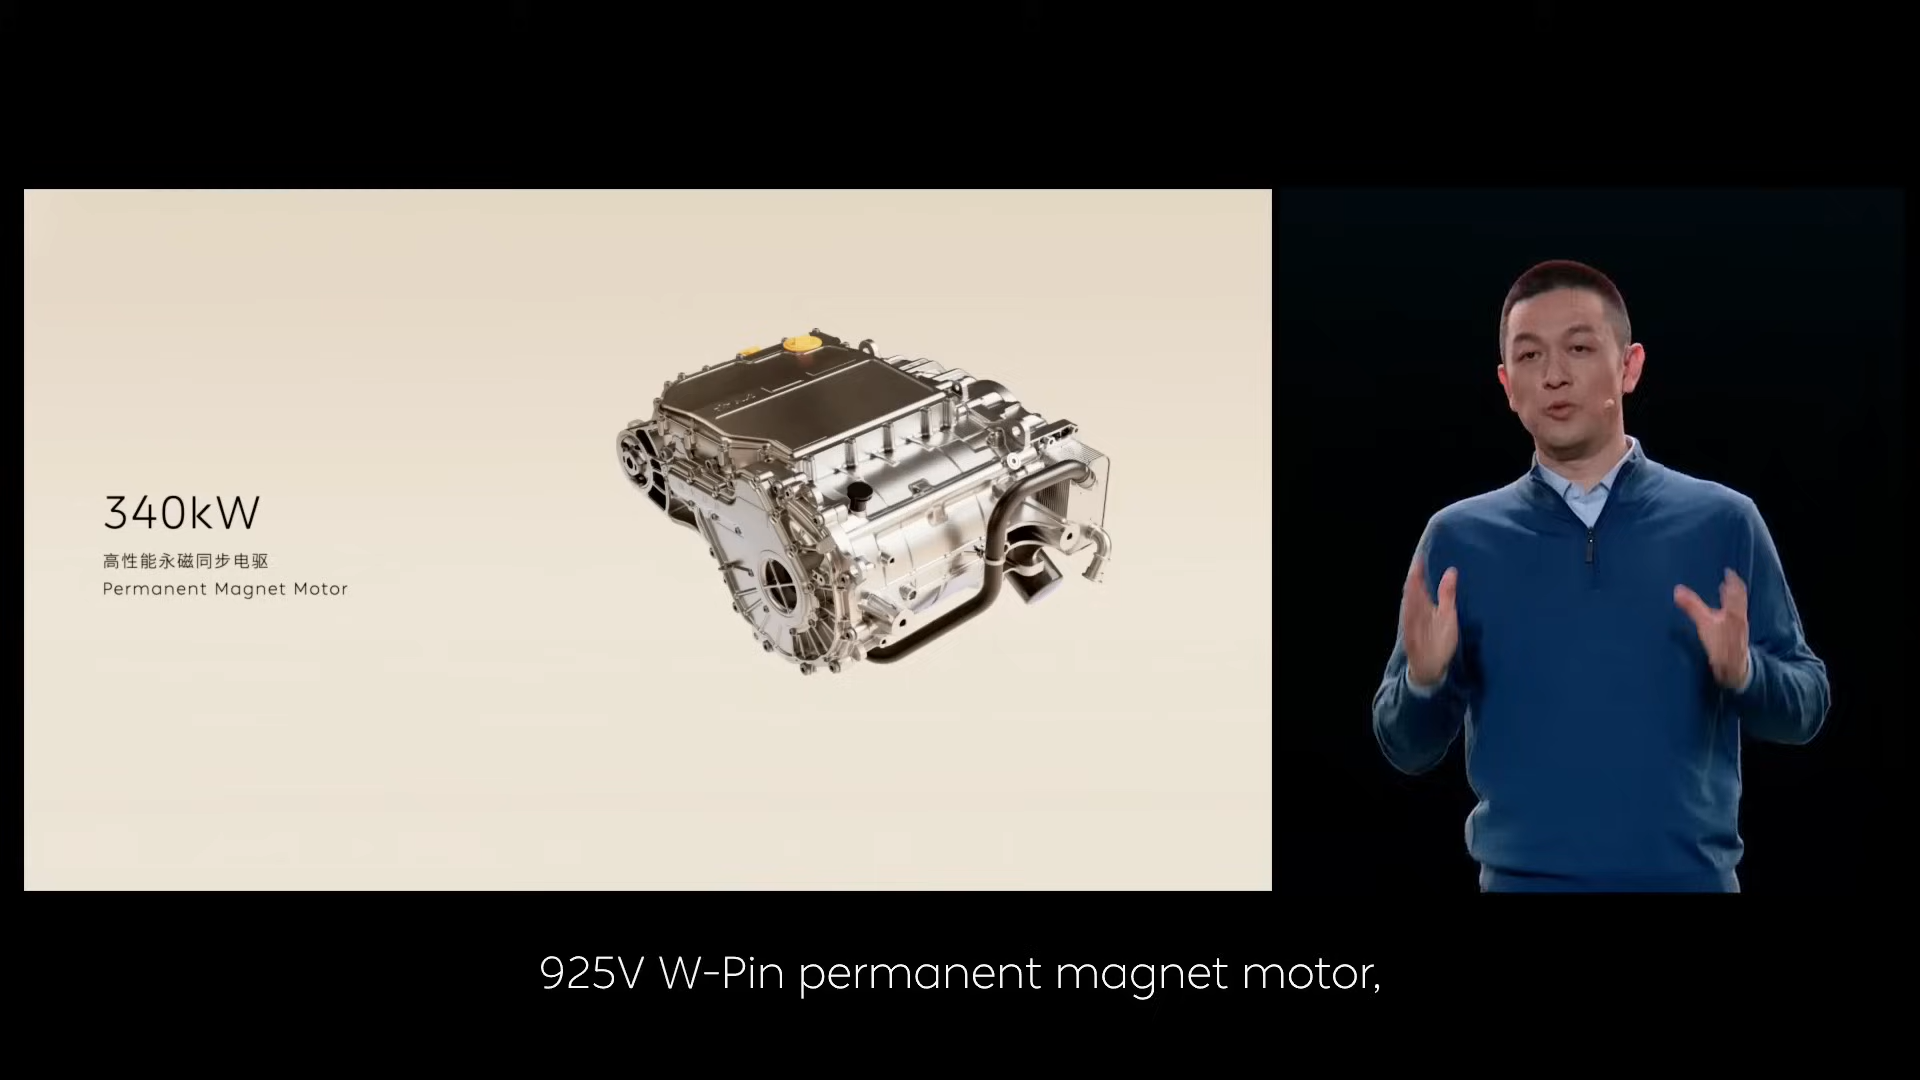 340kW
高性能永磁同步电驱
Permanent Magnet Motor
925V W-Pin permanent magnet motor,